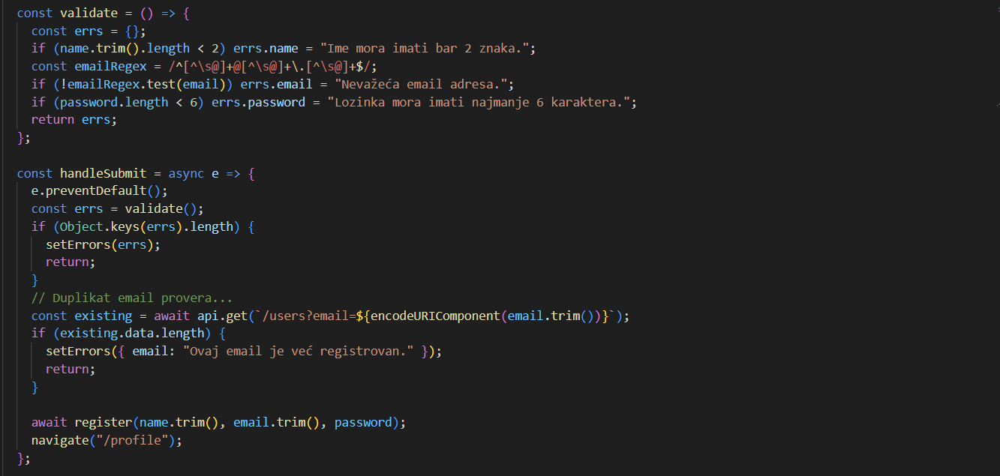 const validate = () => {
const errs = {};
if (name.trim().length < 2) errs.name = "Ime mora imati bar 2 znaka.";
const emailRegex = /^[^\s@]+@[^\s@]+\.[^\s@]+$/;
if (!emailRegex.test(email)) errs.email = "Nevažeća email adresa.";
if (password.length < 6) errs.password = "Lozinka mora imati najmanje 6 karaktera.";
return errs;
};
const handleSubmit = async e => {
e.preventDefault();
const errs = validate();
if (Object.keys(errs).length) {
setErrors(errs);
return;
}
// Duplikat email provera...
const existing = await api.get(`/users?email=${encodeURIComponent(email.trim())}`);
if (existing.data.length) {
setErrors({ email: "Ovaj email je već registrovan." });
return;
}
await register(name.trim(), email.trim(), password);
navigate("/profile");
};